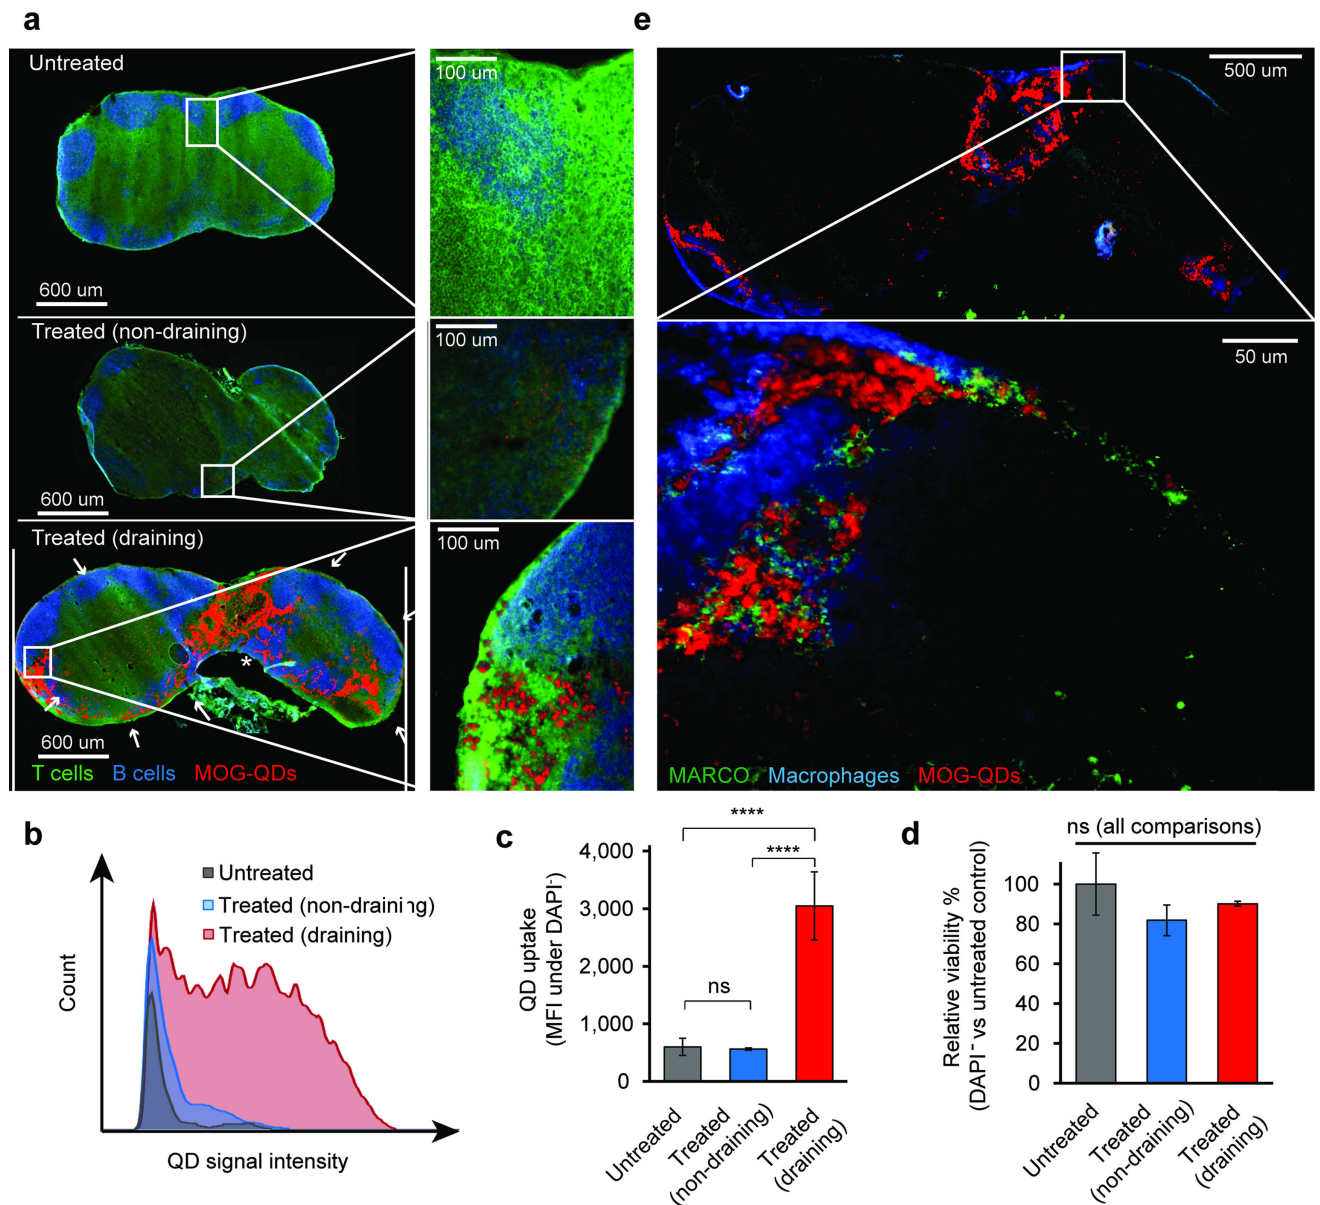 a
Untreated
600 um
100 um
Treated (non-draining)
600 um
100 um
Treated (draining)
*
600 um
T cells B cells MOG-QDs
100 um
e
500 um
50 um
MARCO Macrophages MOG-QDs
b
Count
QD signal intensity
Untreated
Treated (non-draining)
Treated (draining)
c
QD uptake
(MFI under DAPI⁻)
4,000
3,000
2,000
1,000
0
****
****
ns
Untreated
Treated
(non-draining)
Treated
(draining)
d
ns (all comparisons)
Relative viability %
(DAPI⁻ vs untreated control)
100
80
60
40
20
0
Untreated
Treated
(non-draining)
Treated
(draining)